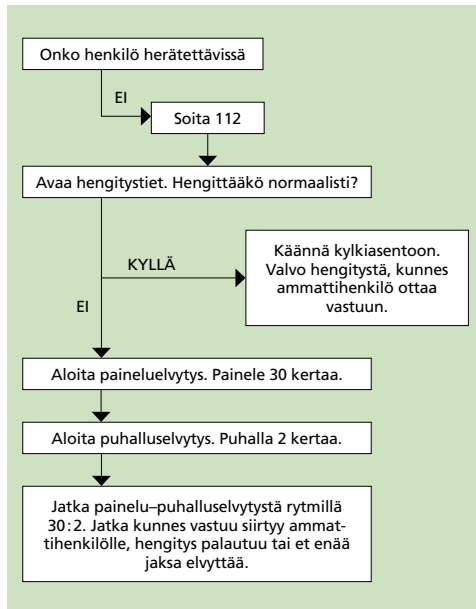 Onko henkilö herätettävissä
EI
Soita 112
Avaa hengitystiet. Hengittääkö normaalisti?
KYLLÄ
Käännä kylkiasentoon.
Valvo hengitystä, kunnes
ammattihenkilö ottaa
vastuun.
EI
Aloita paineluelvytys. Painele 30 kertaa.
Aloita puhalluselvytys. Puhalla 2 kertaa.
Jatka painelu–puhalluselvytystä rytmillä
30:2. Jatka kunnes vastuu siirtyy ammat-
tihenkilölle, hengitys palautuu tai et enää
jaksa elvyttää.